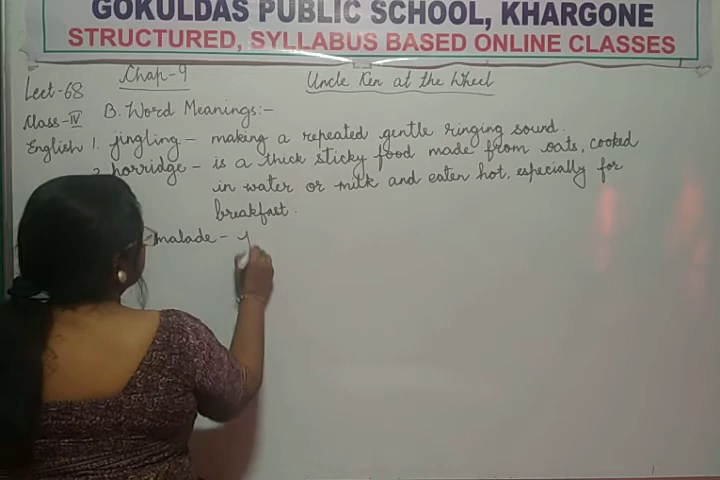 GOKULDAS PUBLIC SCHOOL, KHARGONE
STRUCTURED, SYLLABUS BASED ONLINE CLASSES
Lect-68
Chap-9
Uncle Ken at the Wheel
Class-IV
B. Word Meanings:-
English
1. jingling - making a repeated gentle ringing sound.
2. porridge - is a thick sticky food made from oats, cooked
in water or milk and eaten hot, especially for
breakfast.
malade -